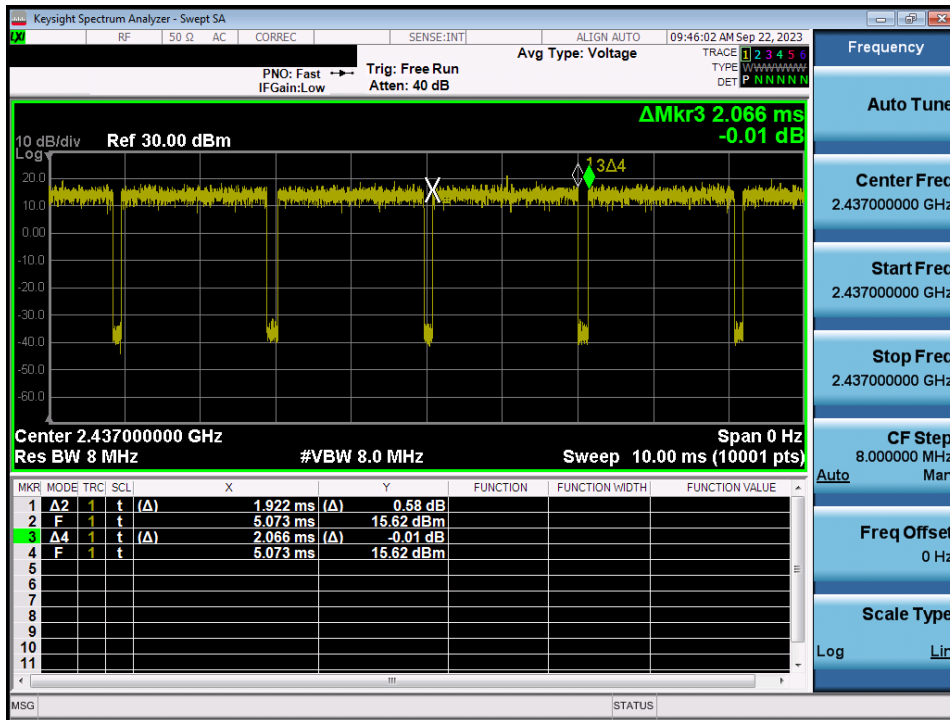 Keysight Spectrum Analyzer - Swept SA
LXI RF 50 Ω AC CORREC SENSE:INT ALIGN AUTO 09:46:02 AM Sep 22, 2023
Avg Type: Voltage
TRACE 1 2 3 4 5 6
TYPE WWWWWWW
DET P N N N N N
PNO: Fast
IFGain:Low
Trig: Free Run
Atten: 40 dB
ΔMkr3 2.066 ms
-0.01 dB
10 dB/div
Log
Ref 30.00 dBm
3Δ4
20.0
10.0
0.00
-10.0
-20.0
-30.0
-40.0
-50.0
-60.0
X
Center 2.437000000 GHz
Span 0 Hz
Res BW 8 MHz
#VBW 8.0 MHz
Sweep 10.00 ms (10001 pts)
MKR MODE TRC SCL X Y FUNCTION FUNCTION WIDTH FUNCTION VALUE
1 Δ2 1 t (Δ) 1.922 ms (Δ) 0.58 dB
2 F 1 t 5.073 ms 15.62 dBm
3 Δ4 1 t (Δ) 2.066 ms (Δ) -0.01 dB
4 F 1 t 5.073 ms 15.62 dBm
5
6
7
8
9
10
11
MSG
STATUS
Frequency
Auto Tune
Center Freq
2.437000000 GHz
Start Freq
2.437000000 GHz
Stop Freq
2.437000000 GHz
CF Step
8.000000 MHz
Auto Man
Freq Offset
0 Hz
Scale Type
Log Lin